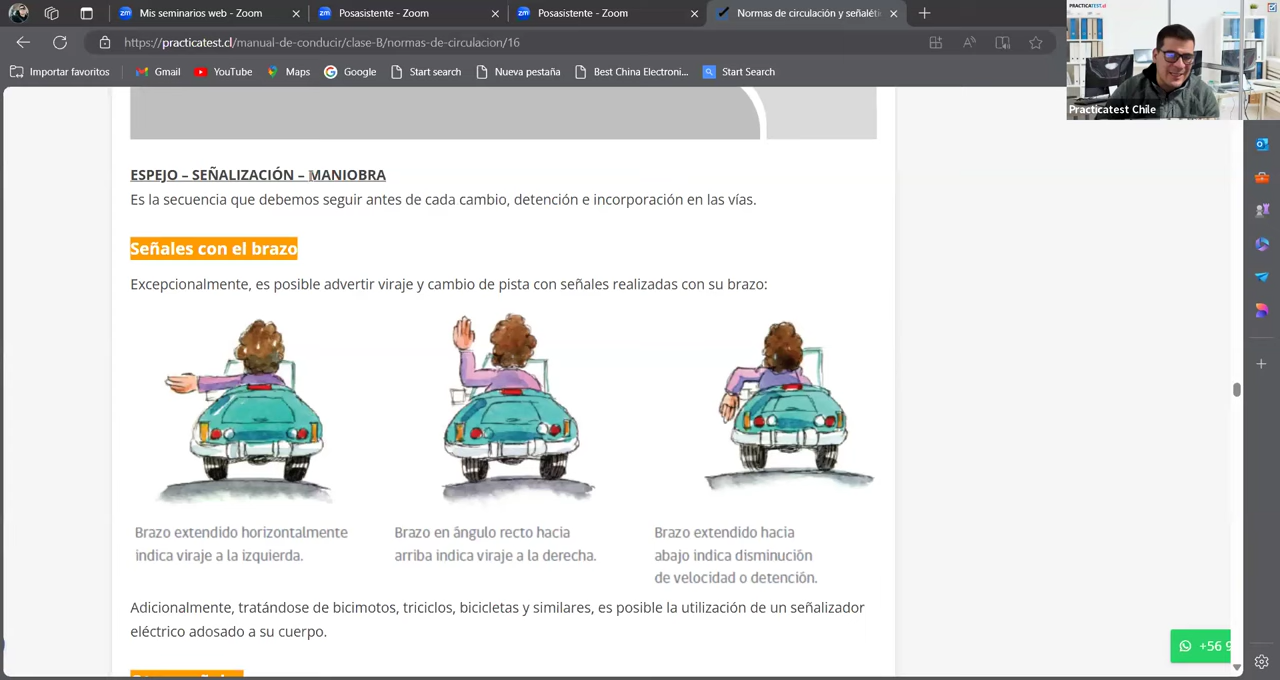 Mis seminarios web - Zoom
Posasistente - Zoom
Posasistente - Zoom
Normas de circulación y señaléti
https://practicatest.cl/manual-de-conducir/clase-B/normas-de-circulacion/16
Importar favoritos
Gmail
YouTube
Maps
Google
Start search
Nueva pestaña
Best China Electroni...
Start Search
PRACTICATEST.cl
Practicatest Chile
ESPEJO – SEÑALIZACIÓN – MANIOBRA
Es la secuencia que debemos seguir antes de cada cambio, detención e incorporación en las vías.
Señales con el brazo
Excepcionalmente, es posible advertir viraje y cambio de pista con señales realizadas con su brazo:
Brazo extendido horizontalmente
indica viraje a la izquierda.
Brazo en ángulo recto hacia
arriba indica viraje a la derecha.
Brazo extendido hacia
abajo indica disminución
de velocidad o detención.
Adicionalmente, tratándose de bicimotos, triciclos, bicicletas y similares, es posible la utilización de un señalizador
eléctrico adosado a su cuerpo.
+56 9